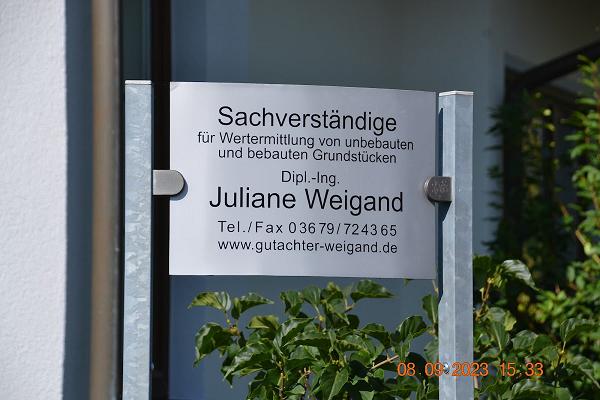 Sachverständige
für Wertermittlung von unbebauten
und bebauten Grundstücken
Dipl.-Ing.
Juliane Weigand
Tel./Fax 03679/724365
www.gutachter-weigand.de
08.09.2023 15:33